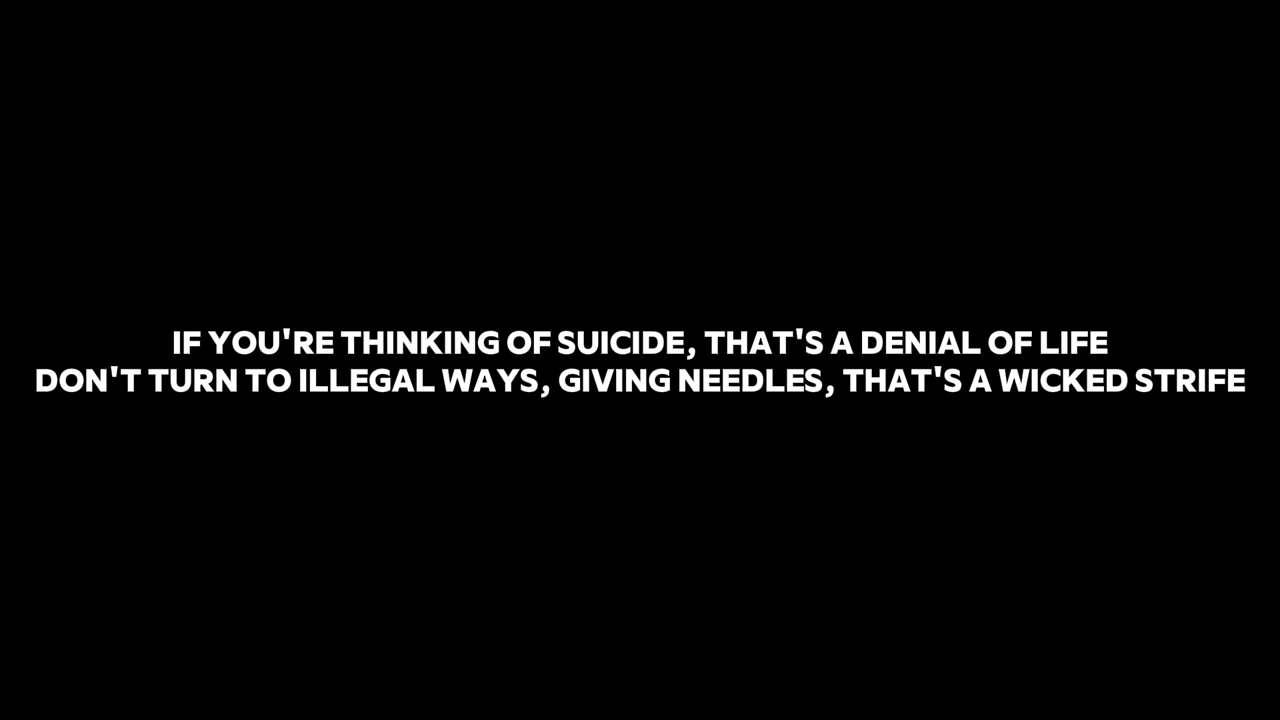 IF YOU'RE THINKING OF SUICIDE, THAT'S A DENIAL OF LIFE
DON'T TURN TO ILLEGAL WAYS, GIVING NEEDLES, THAT'S A WICKED STRIFE